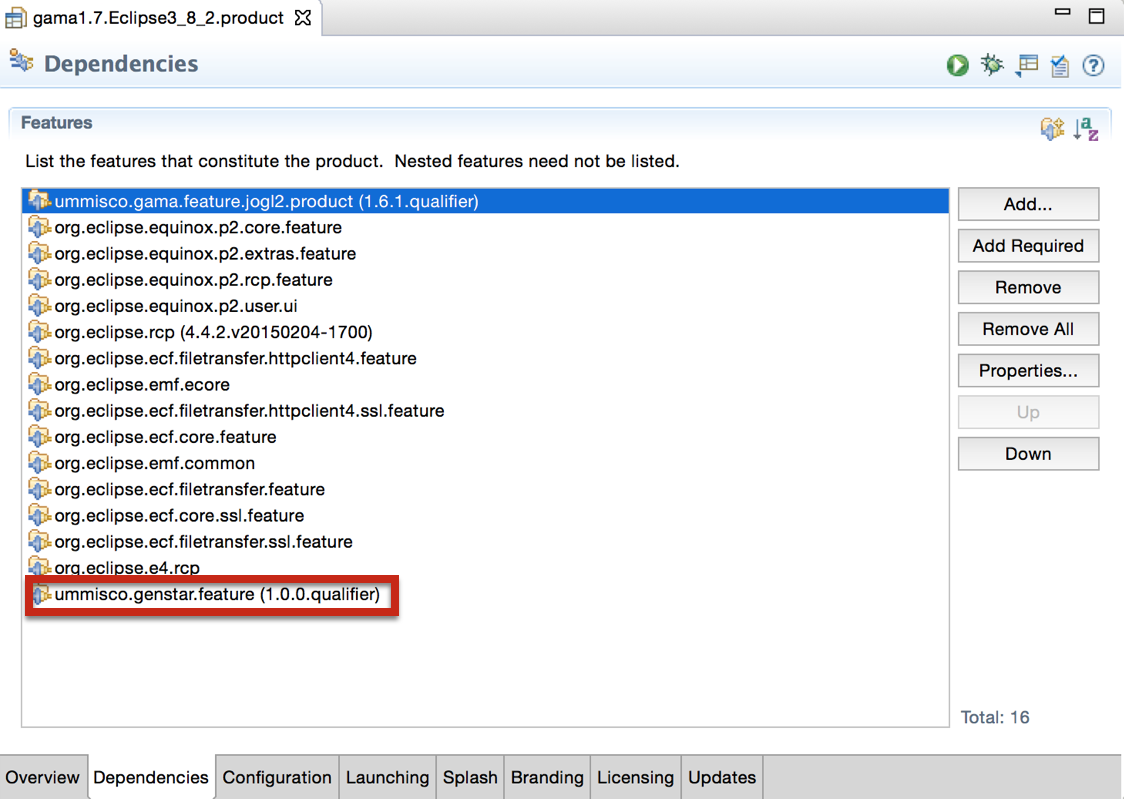 gama1.7.Eclipse3_8_2.product
Dependencies
Features
List the features that constitute the product.  Nested features need not be listed.
ummisco.gama.feature.jogl2.product (1.6.1.qualifier)
org.eclipse.equinox.p2.core.feature
org.eclipse.equinox.p2.extras.feature
org.eclipse.equinox.p2.rcp.feature
org.eclipse.equinox.p2.user.ui
org.eclipse.rcp (4.4.2.v20150204-1700)
org.eclipse.ecf.filetransfer.httpclient4.feature
org.eclipse.emf.ecore
org.eclipse.ecf.filetransfer.httpclient4.ssl.feature
org.eclipse.ecf.core.feature
org.eclipse.emf.common
org.eclipse.ecf.filetransfer.feature
org.eclipse.ecf.core.ssl.feature
org.eclipse.ecf.filetransfer.ssl.feature
org.eclipse.e4.rcp
ummisco.genstar.feature (1.0.0.qualifier)
Add...
Add Required
Remove
Remove All
Properties...
Up
Down
Total: 16
Overview Dependencies Configuration Launching Splash Branding Licensing Updates